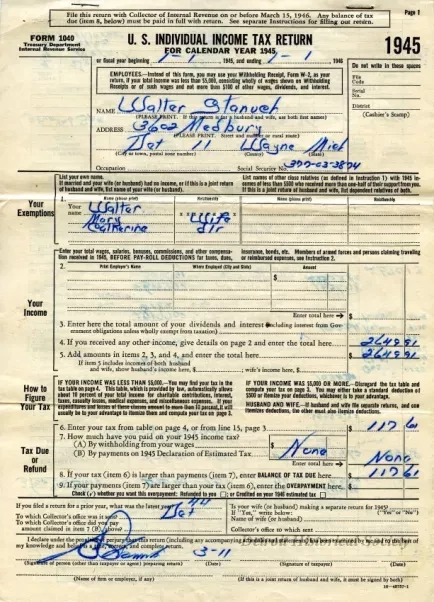 Page 1
File this return with Collector of Internal Revenue on or before March 15, 1946. Any balance of tax
due (item 8, below) must be paid in full with return. See separate Instructions for filling out return.
FORM 1040
Treasury Department
Internal Revenue Service
U. S. INDIVIDUAL INCOME TAX RETURN
FOR CALENDAR YEAR 1945
1945
or fiscal year beginning 1-1, 1945, and ending 1-1, 1946
Do not write in these spaces
EMPLOYEES—Instead of this form, you may use your Withholding Receipt, Form W-2, as your
return, if your total income was less than $5,000, consisting wholly of wages shown on Withholding
Receipts or of such wages and not more than $100 of other wages, dividends, and interest.
File
Code
Serial
No.
District
(Cashier's Stamp)
NAME Walter
(PLEASE PRINT. If this return is for a husband and wife, use both first names)
ADDRESS 3602 Medbury
(PLEASE PRINT. Street and number or rural route)
Det 11 Wayne Mich
(City or town, postal zone number) (County) (State)
Occupation Social Security No.
Your
Exemptions
List your own name.
If married and your wife (or husband) had no income, or if this is a joint return
of husband and wife, list name of your wife (or husband).
List names of other close relatives (as defined in Instruction 1) with 1945 in-
comes of less than $500 who received more than one-half of their support from you.
If this is a joint return of husband and wife, list dependent relatives of both.
1.
Name (please print) Relationship Name (please print) Relationship
Your name Walter
Mary Wife
Catherine
Your
Income
Enter your total wages, salaries, bonuses, commissions, and other compensa-
tion received in 1945, BEFORE PAY-ROLL DEDUCTIONS for taxes, dues,
insurance, bonds, etc. Members of armed forces and persons claiming traveling
or reimbursed expenses, see Instruction 2.
2. Print Employer's Name Where Employed (City and State) Amount
$
Enter total here → $
3. Enter here the total amount of your dividends and interest (including interest from Gov-
ernment obligations unless wholly exempt from taxation)
4. If you received any other income, give details on page 2 and enter the total here 2649 91
5. Add amounts in items 2, 3, and 4, and enter the total here $ 2649 91
If item 5 includes incomes of both husband
and wife, show husband's income here, $ ; wife's income here, $
How to
Figure
Your Tax
IF YOUR INCOME WAS LESS THAN $5,000.—You may find your tax in the
tax table on page 4. This table, which is provided by law, automatically allows
about 10 percent of your total income for charitable contributions, interest,
taxes, casualty losses, medical expenses, and miscellaneous expenses. If your
expenditures and losses of these classes amount to more than 10 percent, it will
usually be to your advantage to itemize them and compute your tax on page 3.
IF YOUR INCOME WAS $5,000 OR MORE.—Disregard the tax table and
compute your tax on page 3. You may either take a standard deduction of
$500 or itemize your deductions, whichever is to your advantage.
HUSBAND AND WIFE.—If husband and wife file separate returns, and one
itemizes deductions, the other must also itemize deductions.
Tax Due
or
Refund
6. Enter your tax from table on page 4, or from line 15, page 3 $ 117 61
7. How much have you paid on your 1945 income tax?
(A) By withholding from your wages $
(B) By payments on 1945 Declaration of Estimated Tax None
Enter total here → None
8. If your tax (item 6) is larger than payments (item 7), enter BALANCE OF TAX DUE here $ 117 61
9. If your payments (item 7) are larger than your tax (item 6), enter the OVERPAYMENT here $
Check (✓) whether you want this overpayment: Refunded to you ☐; or Credited on your 1946 estimated tax ☐
If you filed a return for a prior year, what was the latest year? 44
To which Collector's office was it sent? Det
To which Collector's office did you pay
amount claimed in item 7 (B), above?
Is your wife (or husband) making a separate return for 1945?
("Yes" or "No")
If "Yes," write below:
Name of wife (or husband)
Collector's office to which sent
I declare under the penalties of perjury that this return (including any accompanying
my knowledge and belief is a true, correct, and complete return.
3-11
(Signature of person (other than taxpayer or agent) preparing return) (Date) (Signature of taxpayer) (Date)
(Name of firm or employer, if any) (If this is a joint return of husband and wife, it must be signed by both)